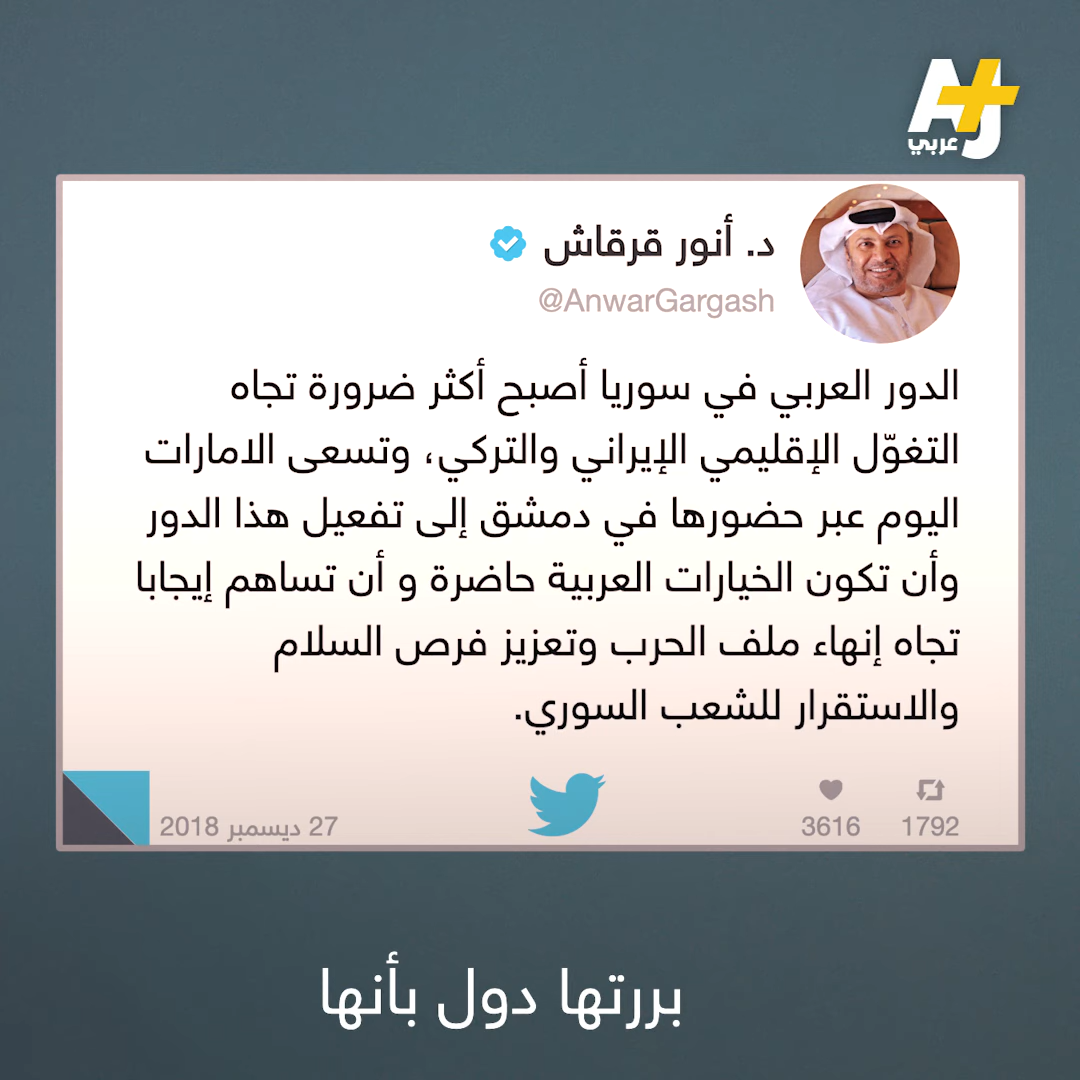 AJ+
عربي
د. أنور قرقاش
@AnwarGargash
الدور العربي في سوريا أصبح أكثر ضرورة تجاه
التغوّل الإقليمي الإيراني والتركي، وتسعى الامارات
اليوم عبر حضورها في دمشق إلى تفعيل هذا الدور
وأن تكون الخيارات العربية حاضرة و أن تساهم إيجابا
تجاه إنهاء ملف الحرب وتعزيز فرص السلام
والاستقرار للشعب السوري.
1792
3616
27 ديسمبر 2018
بررتها دول بأنها